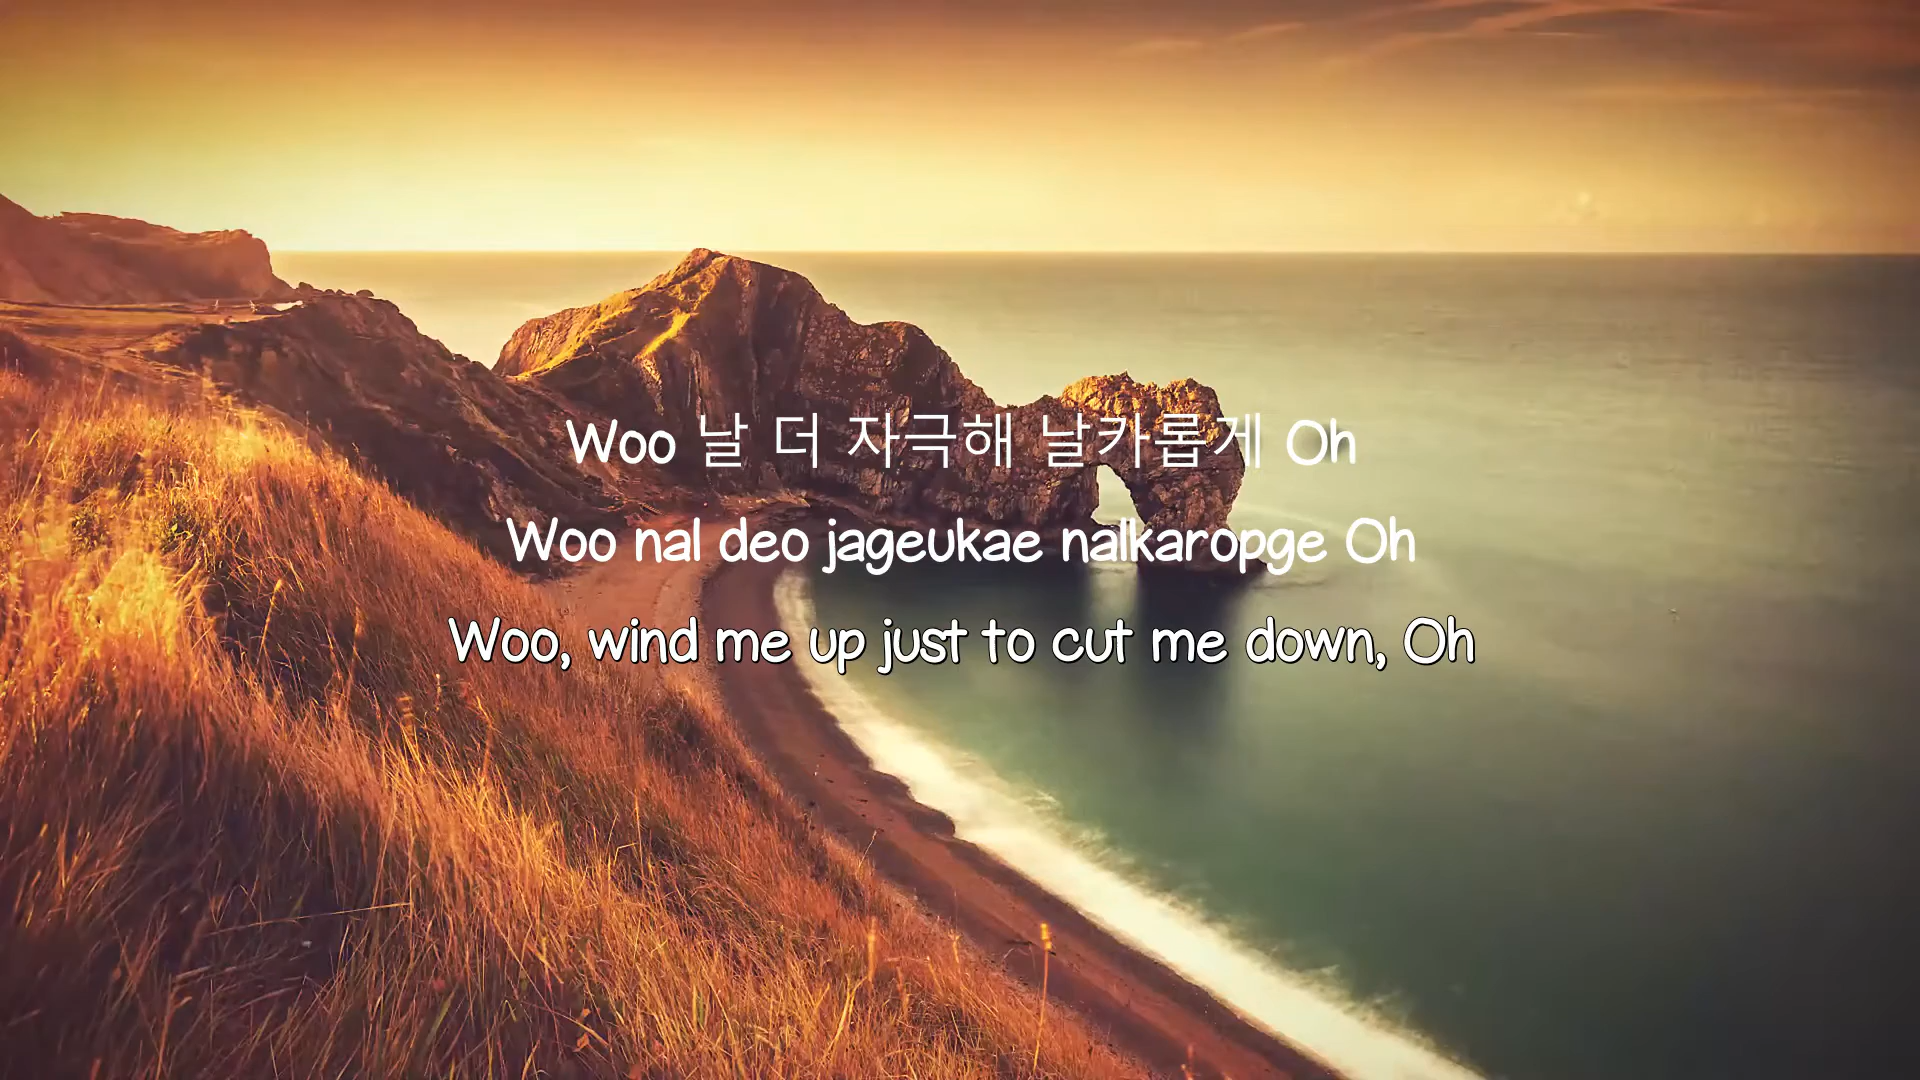 Woo 날 더 자극해 날카롭게 Oh
Woo nal deo jageukae nalkaropge Oh
Woo, wind me up just to cut me down, Oh